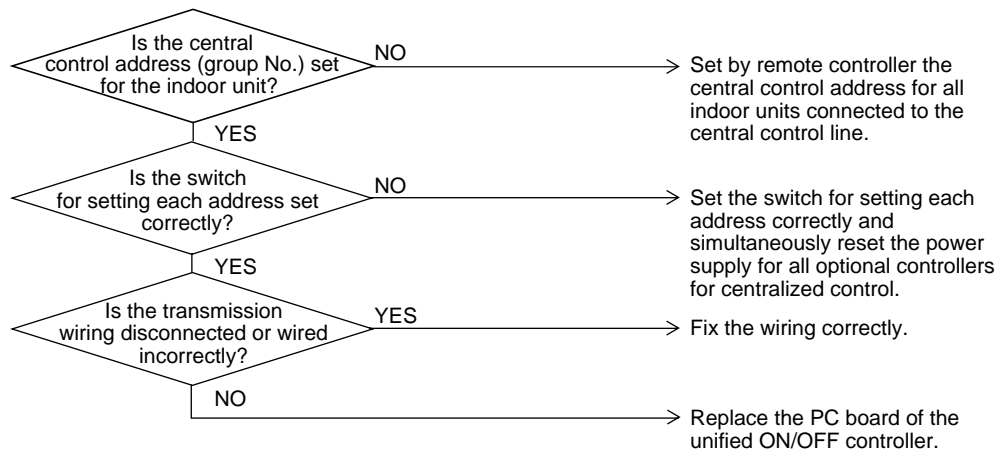 Is the central
control address (group No.) set
for the indoor unit?
NO
Set by remote controller the
central control address for all
indoor units connected to the
central control line.
YES
Is the switch
for setting each address set
correctly?
NO
Set the switch for setting each
address correctly and
simultaneously reset the power
supply for all optional controllers
for centralized control.
YES
Is the transmission
wiring disconnected or wired
incorrectly?
YES
Fix the wiring correctly.
NO
Replace the PC board of the
unified ON/OFF controller.